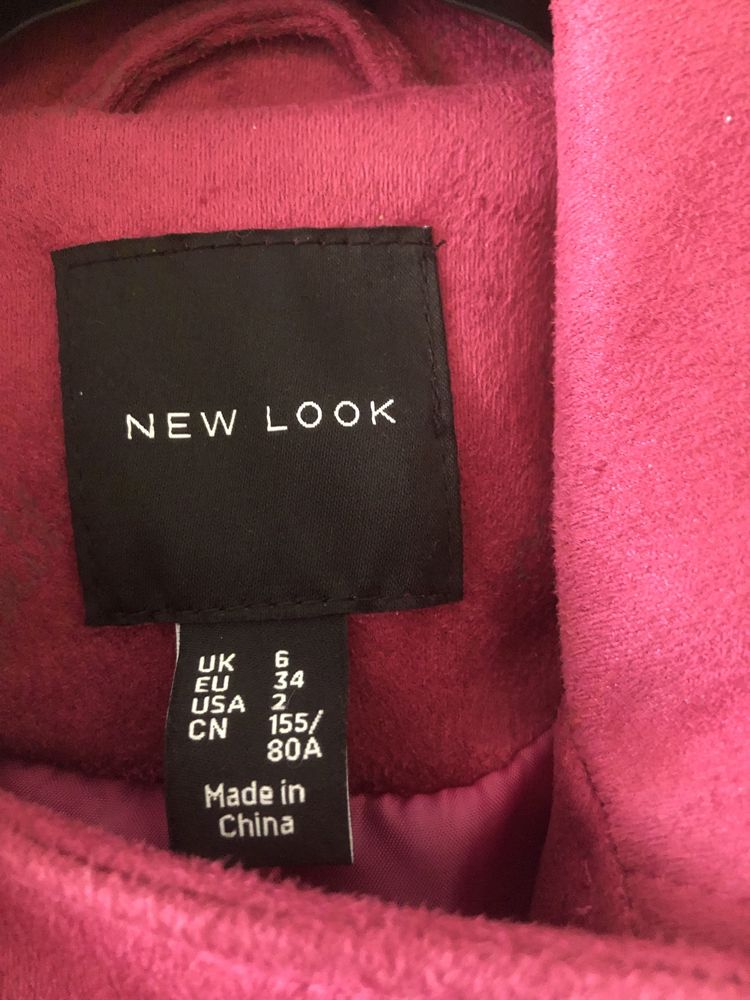 NEW LOOK
UK 6
EU 34
USA 2
CN 155/
80A
Made in
China